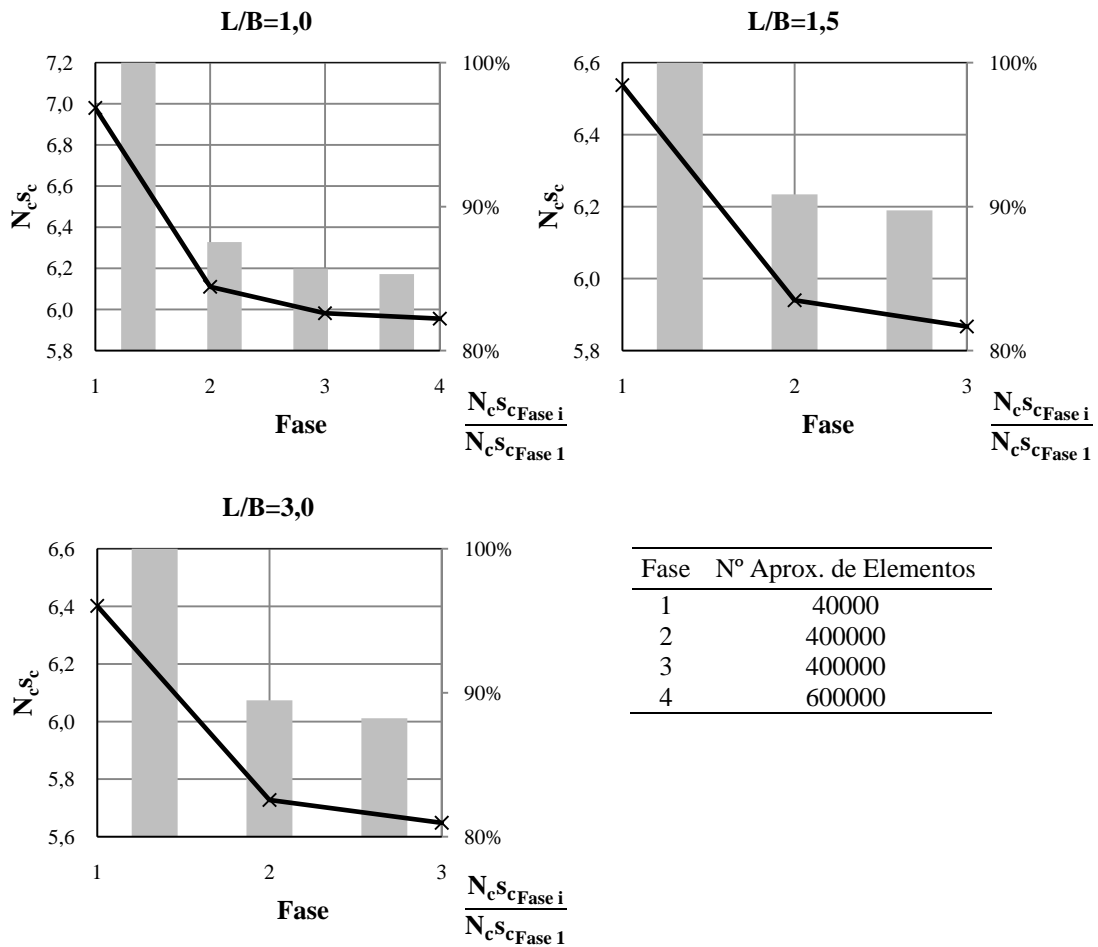 L/B=1,0
7,2
7,0
6,8
6,6
6,4
6,2
6,0
5,8
N_c s_c
100%
90%
80%
1 2 3 4
Fase
N_c s_c Fase i
N_c s_c Fase 1
L/B=1,5
6,6
6,4
6,2
6,0
5,8
N_c s_c
100%
90%
80%
1 2 3
Fase
N_c s_c Fase i
N_c s_c Fase 1
L/B=3,0
6,6
6,4
6,2
6,0
5,8
5,6
N_c s_c
100%
90%
80%
1 2 3
Fase
N_c s_c Fase i
N_c s_c Fase 1
Fase Nº Aprox. de Elementos
1 40000
2 400000
3 400000
4 600000